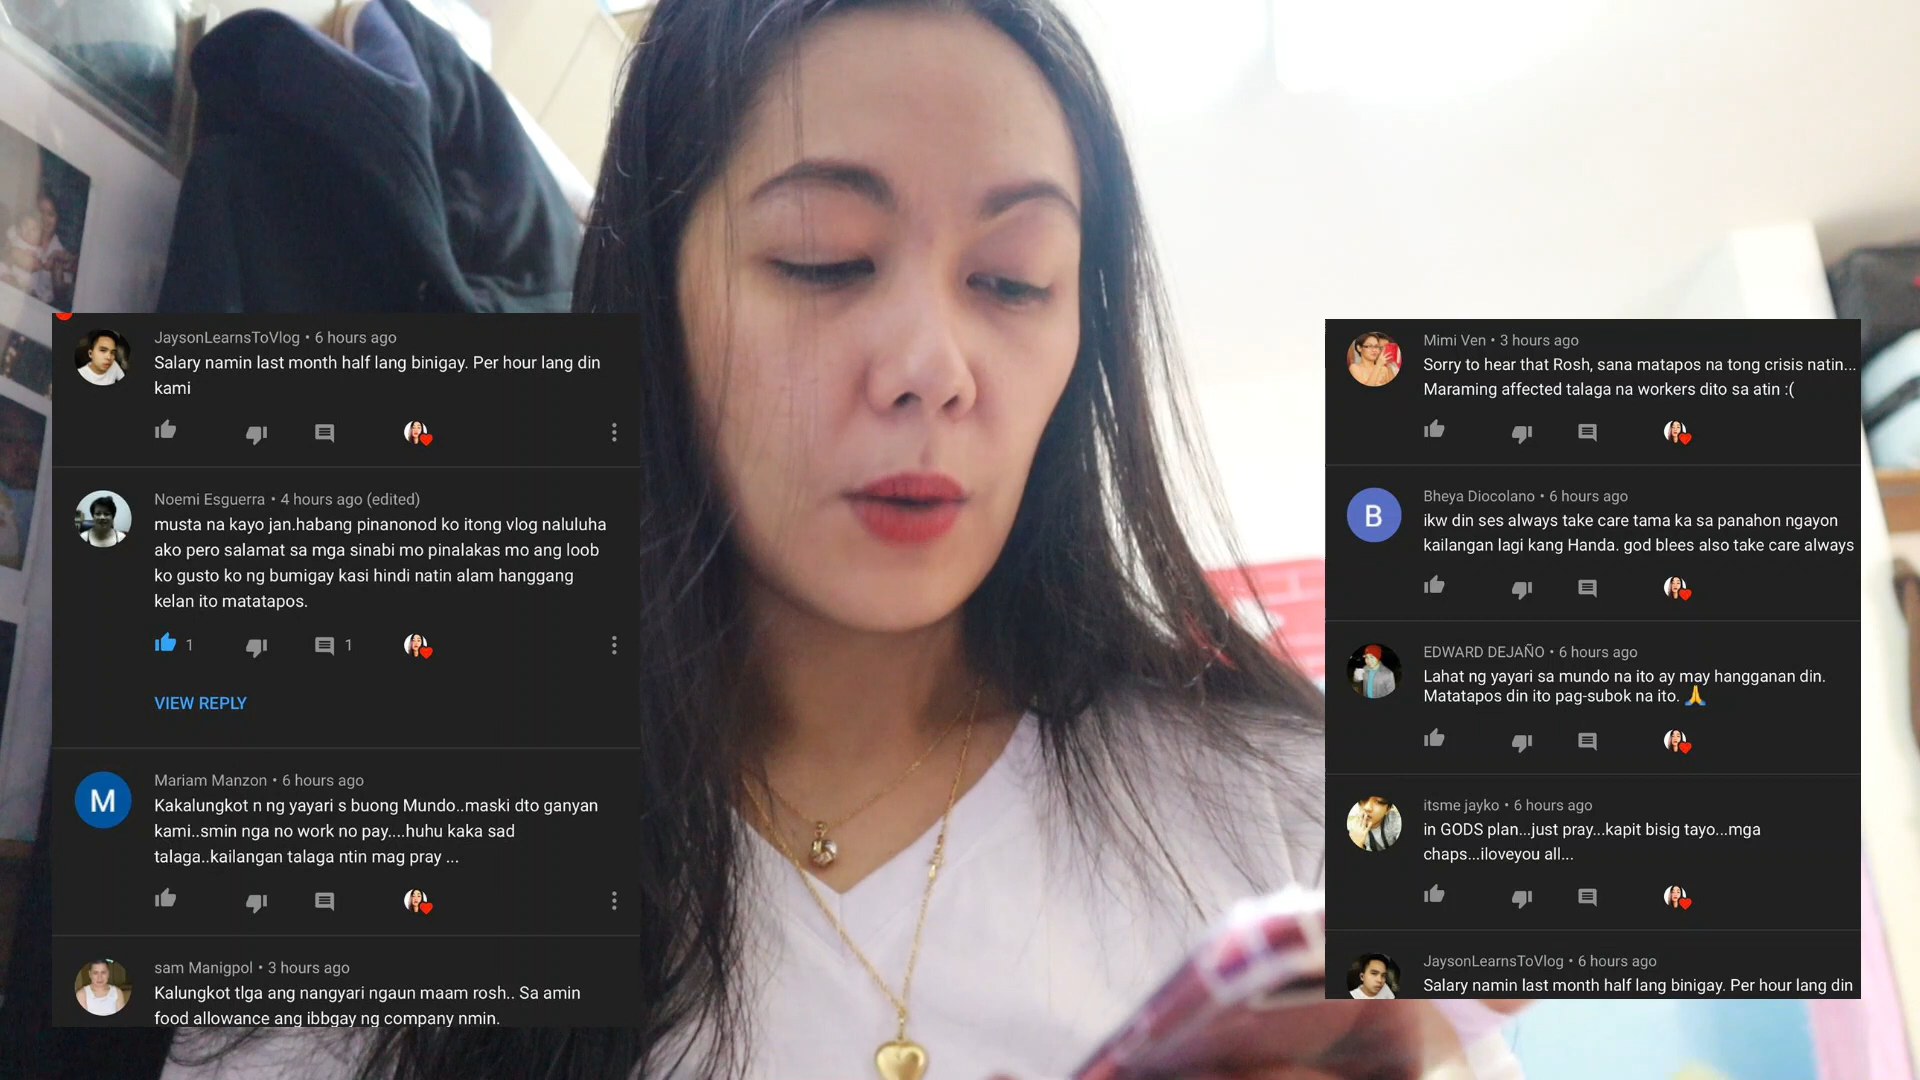 JaysonLearnsToVlog • 6 hours ago
Salary namin last month half lang binigay. Per hour lang din
kami
Noemi Esguerra • 4 hours ago (edited)
musta na kayo jan.habang pinanonod ko itong vlog naluluha
ako pero salamat sa mga sinabi mo pinalakas mo ang loob
ko gusto ko ng bumigay kasi hindi natin alam hanggang
kelan ito matatapos.
1 1
VIEW REPLY
M
Mariam Manzon • 6 hours ago
Kakalungkot n ng yayari s buong Mundo..maski dto ganyan
kami..smin nga no work no pay....huhu kaka sad
talaga..kailangan talaga ntin mag pray ...
sam Manigpol • 3 hours ago
Kalungkot tlga ang nangyari ngaun maam rosh.. Sa amin
food allowance ang ibbgay ng company nmin.
Mimi Ven • 3 hours ago
Sorry to hear that Rosh, sana matapos na tong crisis natin...
Maraming affected talaga na workers dito sa atin :(
B
Bheya Diocolano • 6 hours ago
ikw din ses always take care tama ka sa panahon ngayon
kailangan lagi kang Handa. god blees also take care always
EDWARD DEJAÑO • 6 hours ago
Lahat ng yayari sa mundo na ito ay may hangganan din.
Matatapos din ito pag-subok na ito. 🙏
itsme jayko • 6 hours ago
in GODS plan...just pray...kapit bisig tayo...mga
chaps...iloveyou all...
JaysonLearnsToVlog • 6 hours ago
Salary namin last month half lang binigay. Per hour lang din